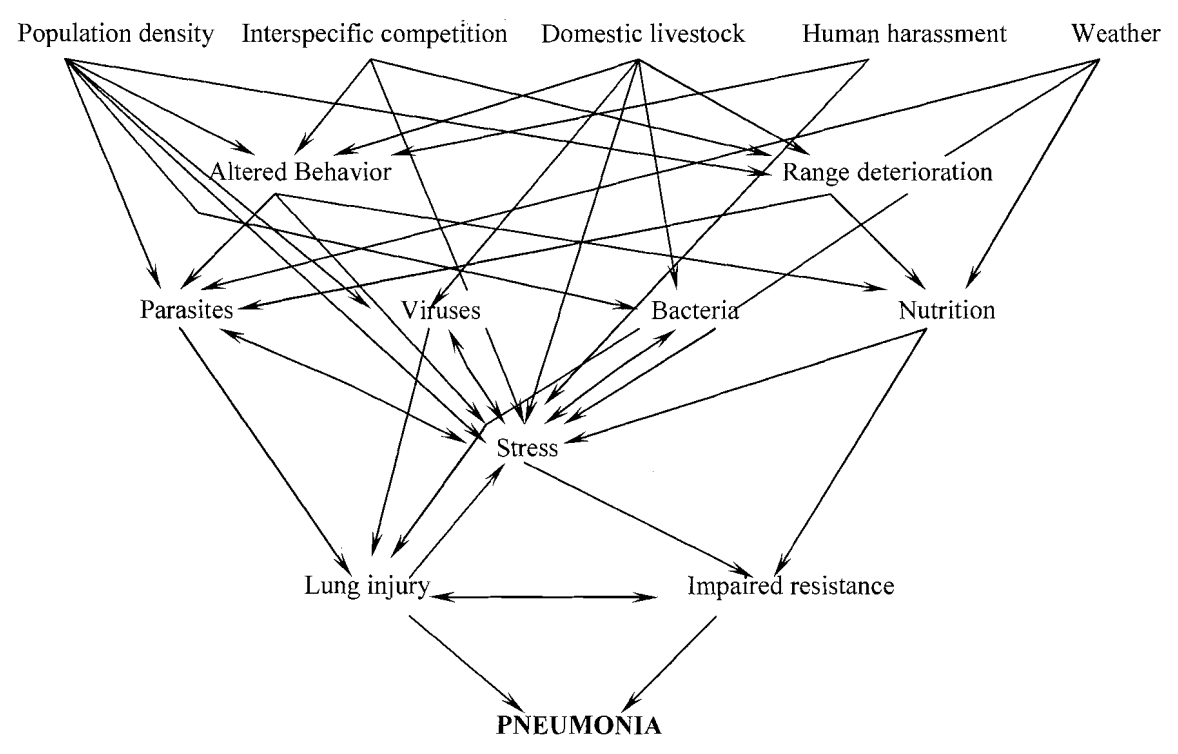 Population density Interspecific competition Domestic livestock Human harassment Weather
Altered Behavior Range deterioration
Parasites Viruses Bacteria Nutrition
Stress
Lung injury Impaired resistance
PNEUMONIA